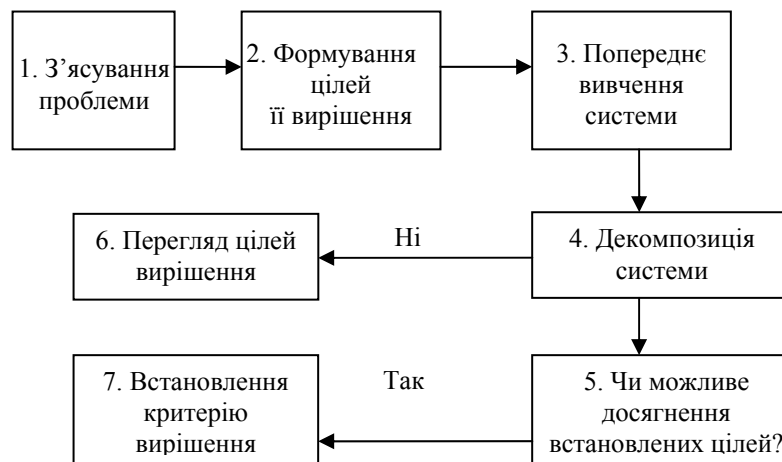 1. З’ясування
проблеми
2. Формування
цілей
її вирішення
3. Попереднє
вивчення
системи
6. Перегляд цілей
вирішення
Ні
4. Декомпозиція
системи
7. Встановлення
критерію
вирішення
Так
5. Чи можливе
досягнення
встановлених цілей?